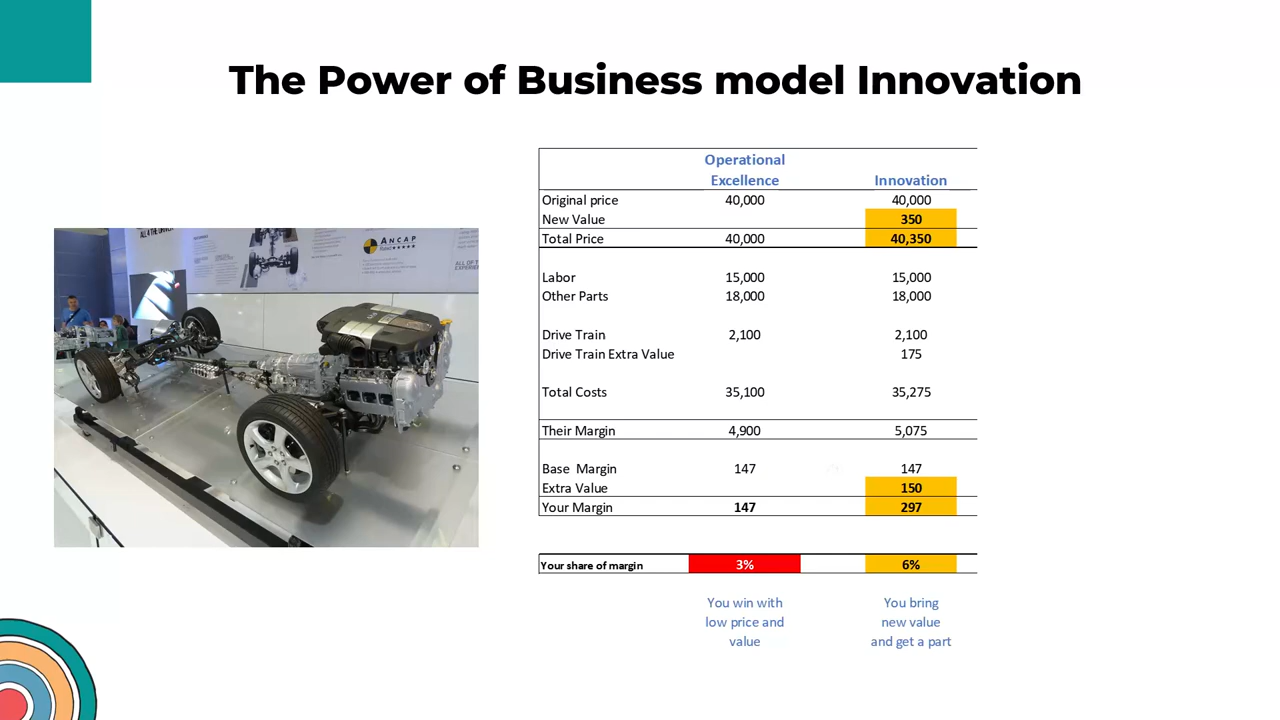 The Power of Business model Innovation
Operational
Excellence Innovation
Original price 40,000 40,000
New Value 350
Total Price 40,000 40,350
Labor 15,000 15,000
Other Parts 18,000 18,000
Drive Train 2,100 2,100
Drive Train Extra Value 175
Total Costs 35,100 35,275
Their Margin 4,900 5,075
Base Margin 147 147
Extra Value 150
Your Margin 147 297
Your share of margin 3% 6%
You win with
low price and
value
You bring
new value
and get a part
ANCAP